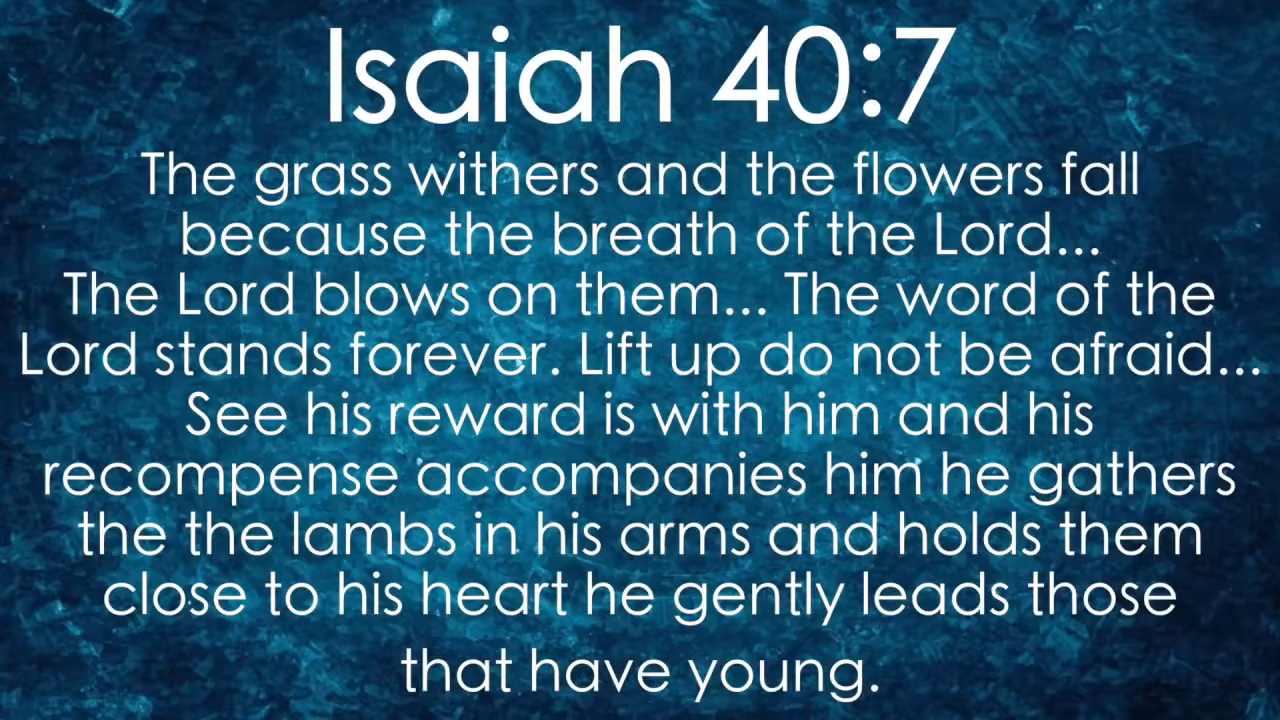 Isaiah 40:7
The grass withers and the flowers fall
because the breath of the Lord...
The Lord blows on them... The word of the
Lord stands forever. Lift up do not be afraid...
See his reward is with him and his
recompense accompanies him he gathers
the the lambs in his arms and holds them
close to his heart he gently leads those
that have young.